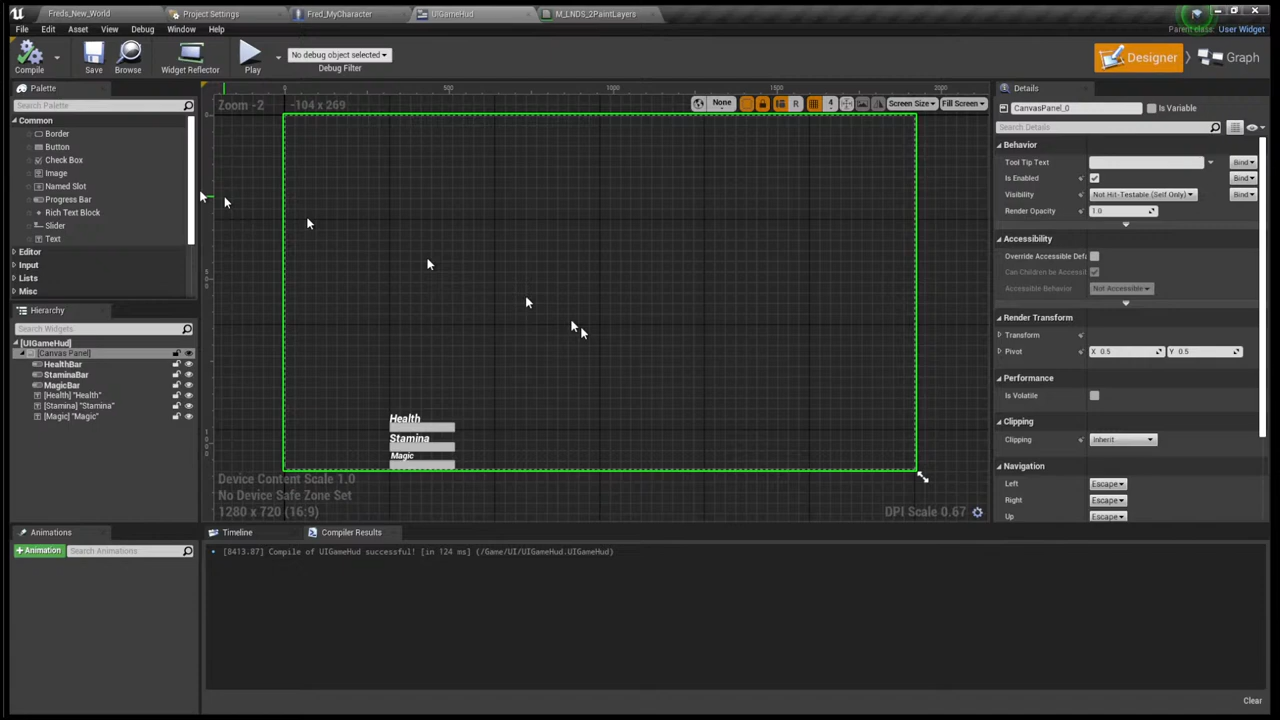 Freds_New_World
Project Settings
Fred_MyCharacter
UIGameHud
M_LNDS_2PaintLayers
File Edit Asset View Debug Window Help
Parent class: User Widget
Compile
Save
Browse
Widget Reflector
Play
No debug object selected
Debug Filter
Designer
Graph
Palette
Search Palette
Common
Border
Button
Check Box
Image
Named Slot
Progress Bar
Rich Text Block
Slider
Text
Editor
Input
Lists
Misc
Hierarchy
Search Widgets
[UIGameHud]
[Canvas Panel]
HealthBar
StaminaBar
MagicBar
[Health] "Health"
[Stamina] "Stamina"
[Magic] "Magic"
Zoom -2
-104 x 269
None
R
4
Screen Size
Fill Screen
0 500 1000 1500 2000
Health
Stamina
Magic
Device Content Scale 1.0
No Device Safe Zone Set
1280 x 720 (16:9)
DPI Scale 0.67
Details
CanvasPanel_0
Is Variable
Search Details
Behavior
Tool Tip Text
Bind
Is Enabled
Bind
Visibility
Not Hit-Testable (Self Only)
Bind
Render Opacity
1.0
Accessibility
Override Accessible Defa
Can Children be Accessib
Accessible Behavior
Not Accessible
Render Transform
Transform
Pivot
X 0.5
Y 0.5
Performance
Is Volatile
Clipping
Clipping
Inherit
Navigation
Left
Escape
Right
Escape
Up
Escape
Animations
+ Animation
Search Animations
Timeline
Compiler Results
[8413.87] Compile of UIGameHud successful! [in 124 ms] (/Game/UI/UIGameHud.UIGameHud)
Clear